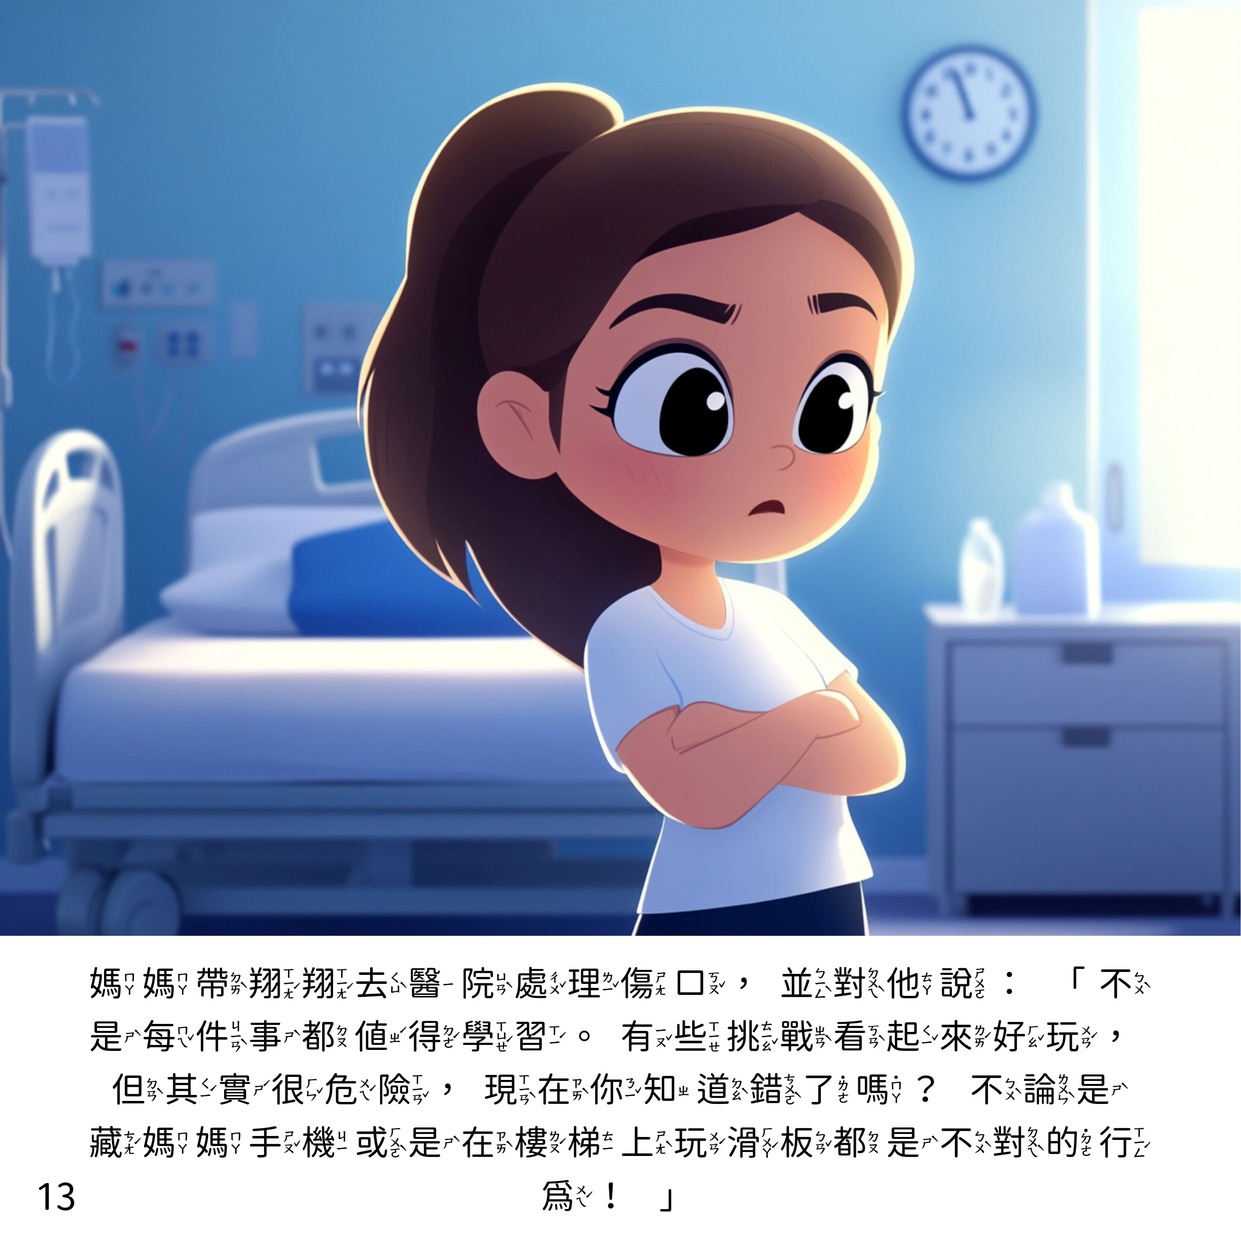 媽媽帶翔翔去醫院處理傷口，並對他說：「不
是每件事都值得學習。有些挑戰看起來好玩，
但其實很危險，現在你知道錯了嗎？不論是
藏媽媽手機或是在樓梯上玩滑板都是不對的行
為！」
13